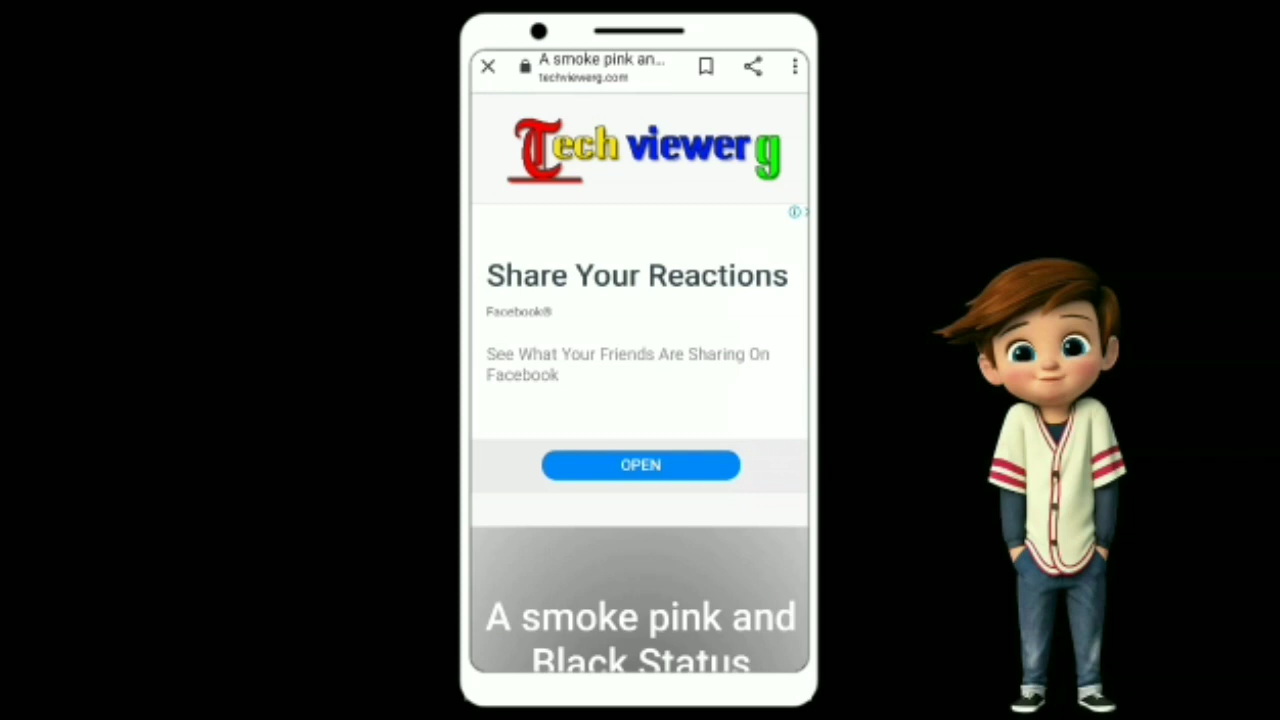 A smoke pink an...
techviewerg.com
Tech viewer g
Share Your Reactions
Facebook®
See What Your Friends Are Sharing On
Facebook
OPEN
A smoke pink and
Black Status